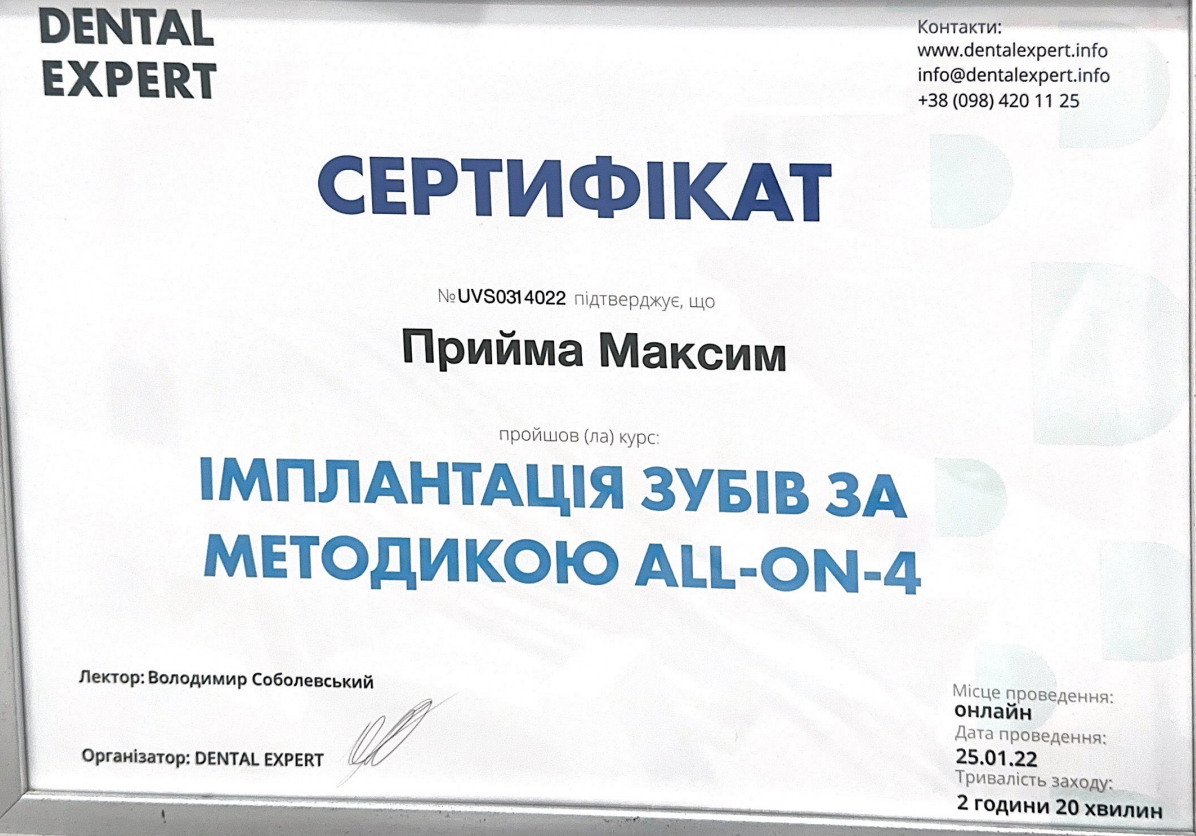 DENTAL
EXPERT
Контакти:
www.dentalexpert.info
info@dentalexpert.info
+38 (098) 420 11 25
СЕРТИФІКАТ
№UVS0314022 підтверджує, що
Прийма Максим
пройшов (ла) курс:
ІМПЛАНТАЦІЯ ЗУБІВ ЗА
МЕТОДИКОЮ ALL-ON-4
Лектор: Володимир Соболевський
Організатор: DENTAL EXPERT
Місце проведення:
онлайн
Дата проведення:
25.01.22
Тривалість заходу:
2 години 20 хвилин